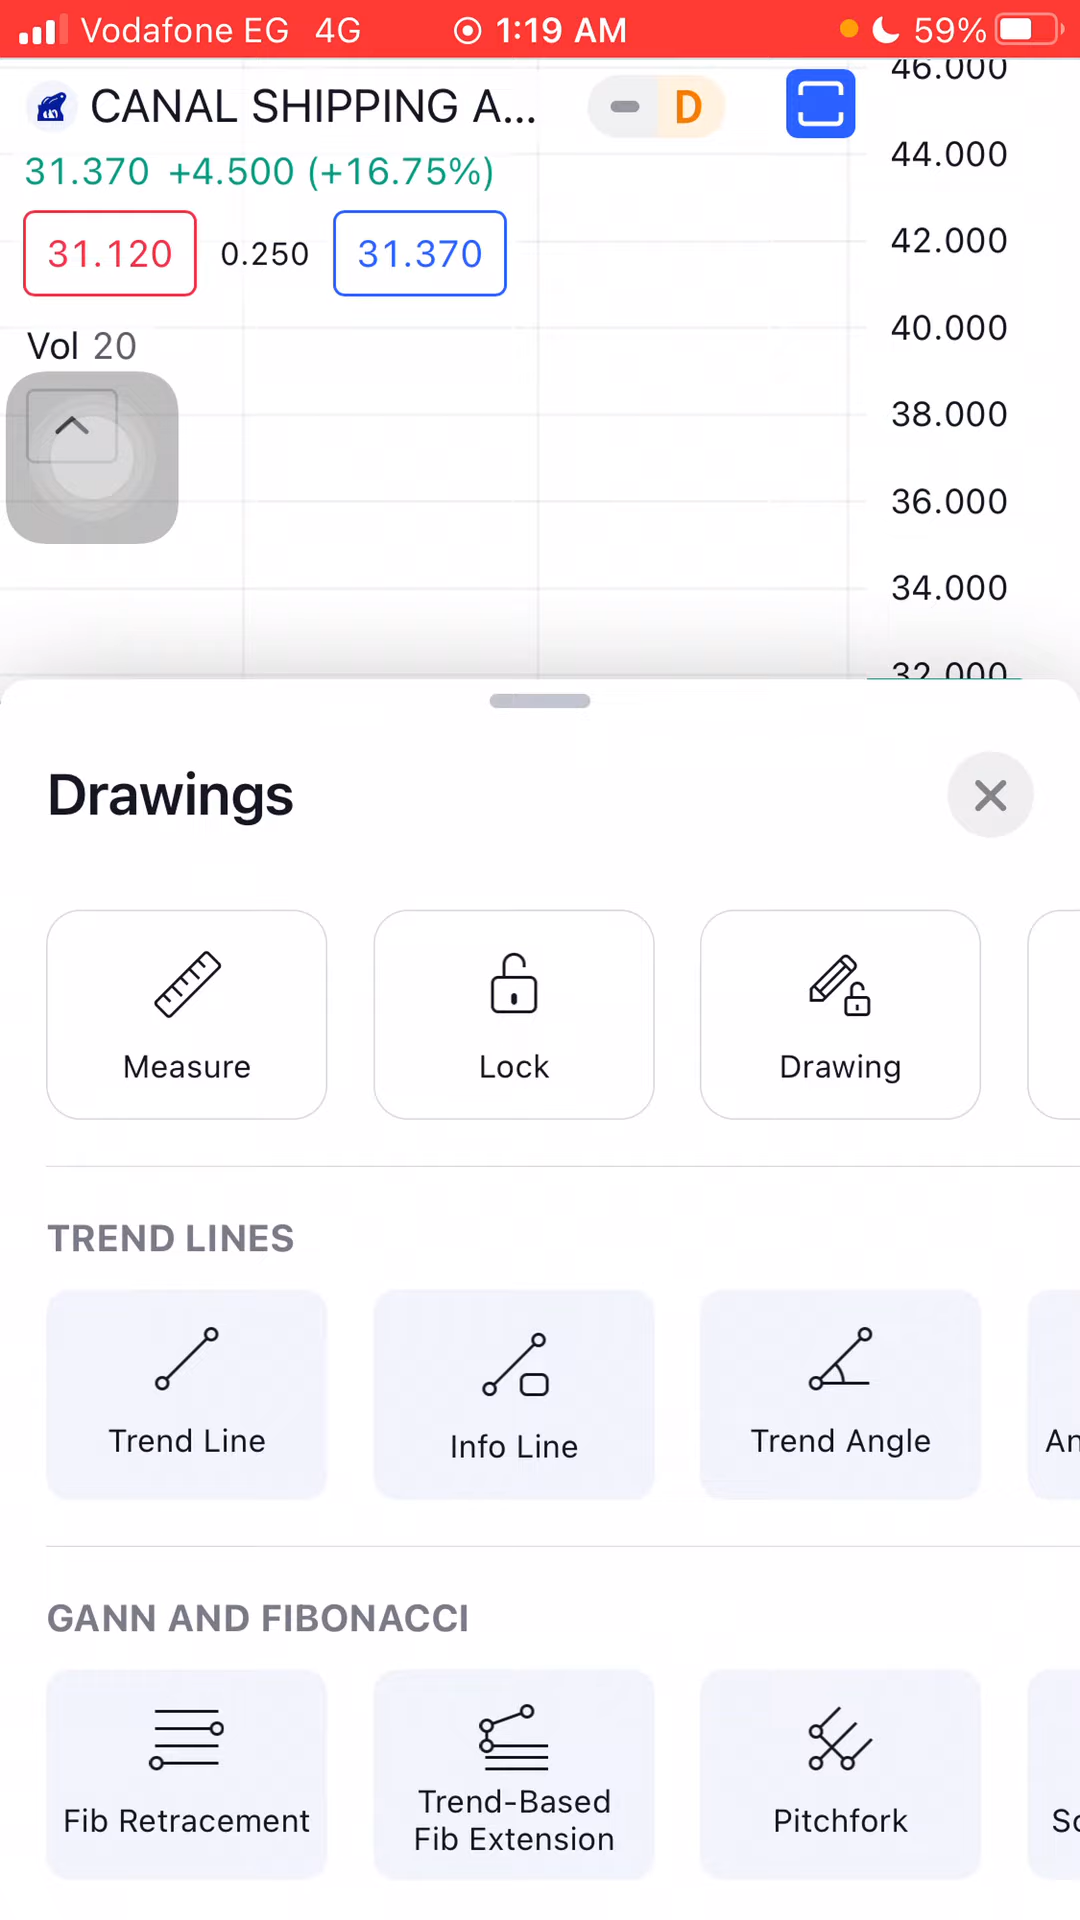 Vodafone EG 4G 1:19 AM 59%
CANAL SHIPPING A... D
31.370 +4.500 (+16.75%)
31.120 0.250 31.370
Vol 20
46.000
44.000
42.000
40.000
38.000
36.000
34.000
32.000
Drawings
Measure Lock Drawing
TREND LINES
Trend Line Info Line Trend Angle An
GANN AND FIBONACCI
Fib Retracement Trend-Based Pitchfork Sc
Fib Extension